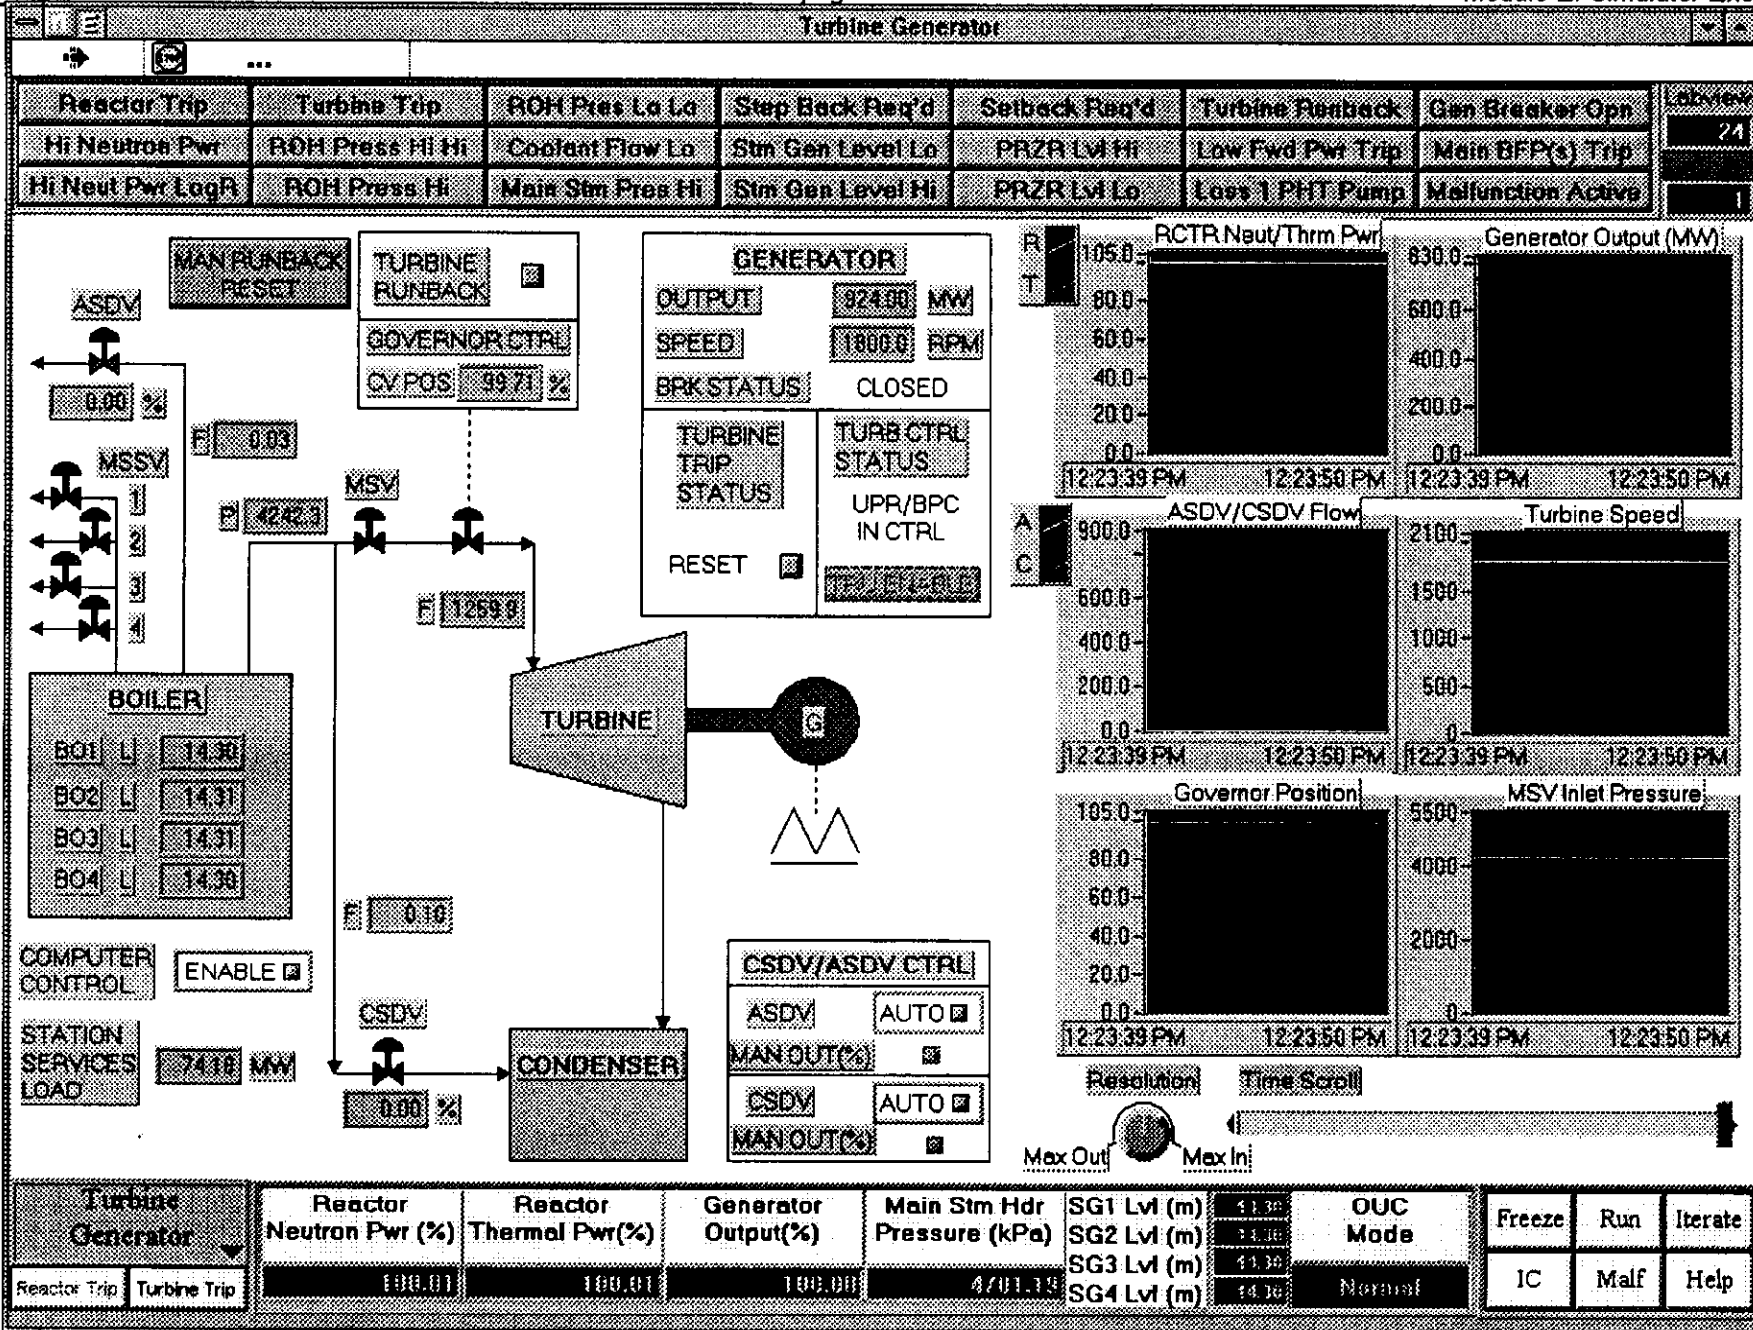 Module E: Simulator Exe
Turbine Generator
...
Reactor Trip
Turbine Trip
ROH Pres Lo Lo
Step Back Req'd
Setback Req'd
Turbine Runback
Gen Breaker Opn
Labview
24
Hi Neutron Pwr
ROH Press Hi Hi
Coolant Flow Lo
Stm Gen Level Lo
PRZR Lvl Hi
Low Fwd Pwr Trip
Main BFP(s) Trip
Hi Neut Pwr LogR
ROH Press Hi
Main Stm Pres Hi
Stm Gen Level Hi
PRZR Lvl Lo
Loss 1 PHT Pump
Malfunction Active
1
MAN RUNBACK
RESET
TURBINE
RUNBACK
GOVERNOR CTRL
CV POS 99.71 %
ASDV
0.00 %
F 0.03
MSSV
1
2
3
4
P 4242.3
MSV
F 1259.9
GENERATOR
OUTPUT 924.00 MW
SPEED 1800.0 RPM
BRK STATUS CLOSED
TURBINE
TRIP
STATUS
RESET
TURB CTRL
STATUS
UPR/BPC
IN CTRL
BOILER
BO1 L 14.30
BO2 L 14.31
BO3 L 14.31
BO4 L 14.30
TURBINE
G
F 0.10
COMPUTER
CONTROL
ENABLE
STATION
SERVICES
LOAD
74.18 MW
CSDV
0.00 %
CONDENSER
CSDV/ASDV CTRL
ASDV AUTO
MAN OUT(%)
CSDV AUTO
MAN OUT(%)
R
T
RCTR Neut/Thrm Pwr
105.0
80.0
60.0
40.0
20.0
0.0
12:23:39 PM 12:23:50 PM
Generator Output (MW)
830.0
600.0
400.0
200.0
0.0
12:23:39 PM 12:23:50 PM
A
C
ASDV/CSDV Flow
900.0
600.0
400.0
200.0
0.0
12:23:39 PM 12:23:50 PM
Turbine Speed
2100
1500
1000
500
0
12:23:39 PM 12:23:50 PM
Governor Position
105.0
80.0
60.0
40.0
20.0
0.0
12:23:39 PM 12:23:50 PM
MSV Inlet Pressure
5500
4000
2000
0
12:23:39 PM 12:23:50 PM
Resolution
Time Scroll
Max Out
Max In
Turbine
Generator
Reactor Trip
Turbine Trip
Reactor
Neutron Pwr (%)
100.01
Reactor
Thermal Pwr(%)
100.01
Generator
Output(%)
100.00
Main Stm Hdr
Pressure (kPa)
SG1 Lvl (m)
SG2 Lvl (m)
SG3 Lvl (m)
SG4 Lvl (m) 14.30
OUC
Mode
Normal
Freeze
Run
Iterate
IC
Malf
Help